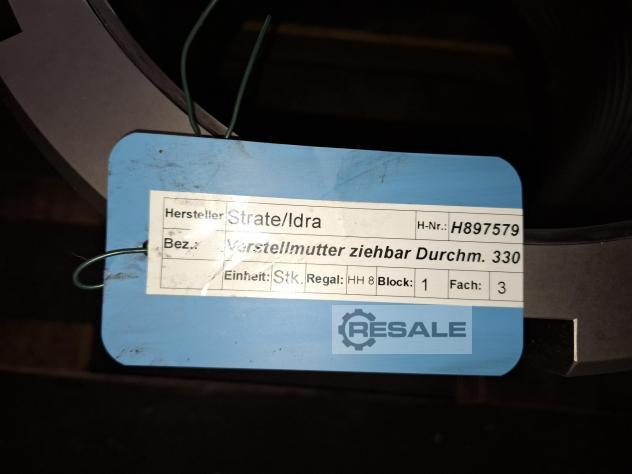 Hersteller Strate/Idra H-Nr.: H897579
Bez.: Verstellmutter ziehbar Durchm. 330
Einheit: Stk. Regal: HH 8 Block: 1 Fach: 3
RESALE